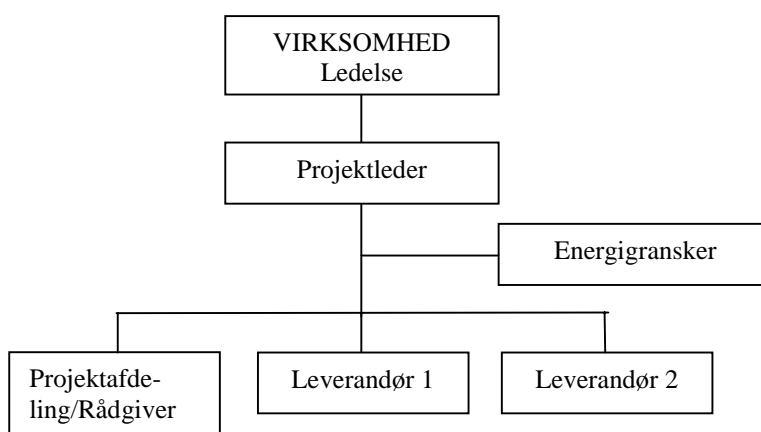 VIRKSOMHED
Ledelse
Projektleder
Energigransker
Projektafde-
ling/Rådgiver
Leverandør 1
Leverandør 2